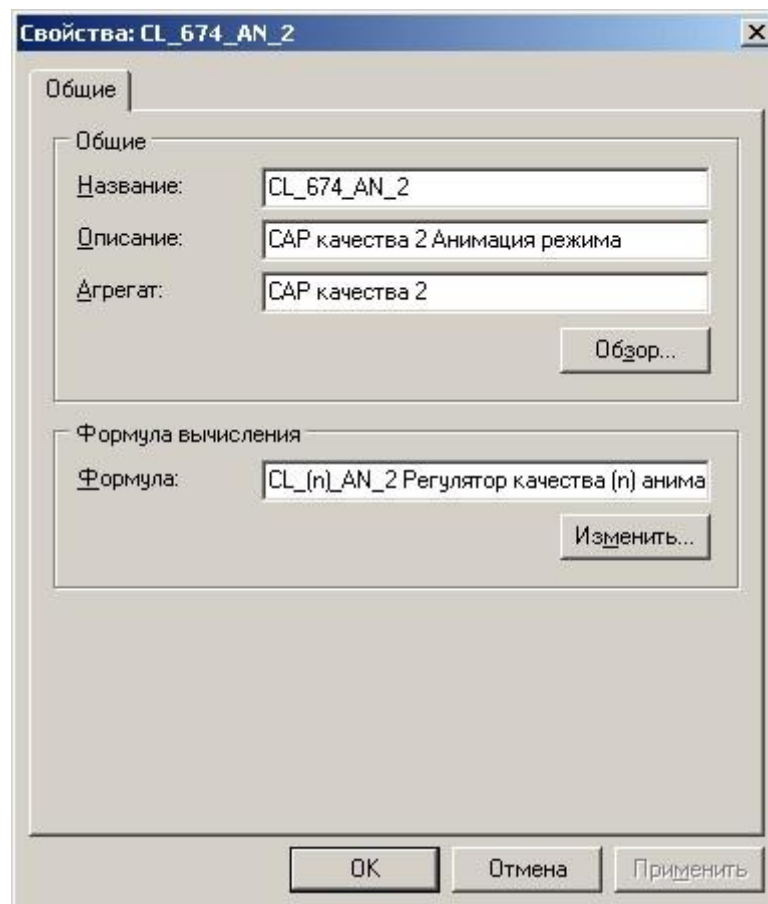 Свойства: CL_674_AN_2
Общие
Общие
Название: CL_674_AN_2
Описание: САР качества 2 Анимация режима
Агрегат: САР качества 2
Обзор...
Формула вычисления
Формула: CL_(n)_AN_2 Регулятор качества (n) анима
Изменить...
OK Отмена Применить